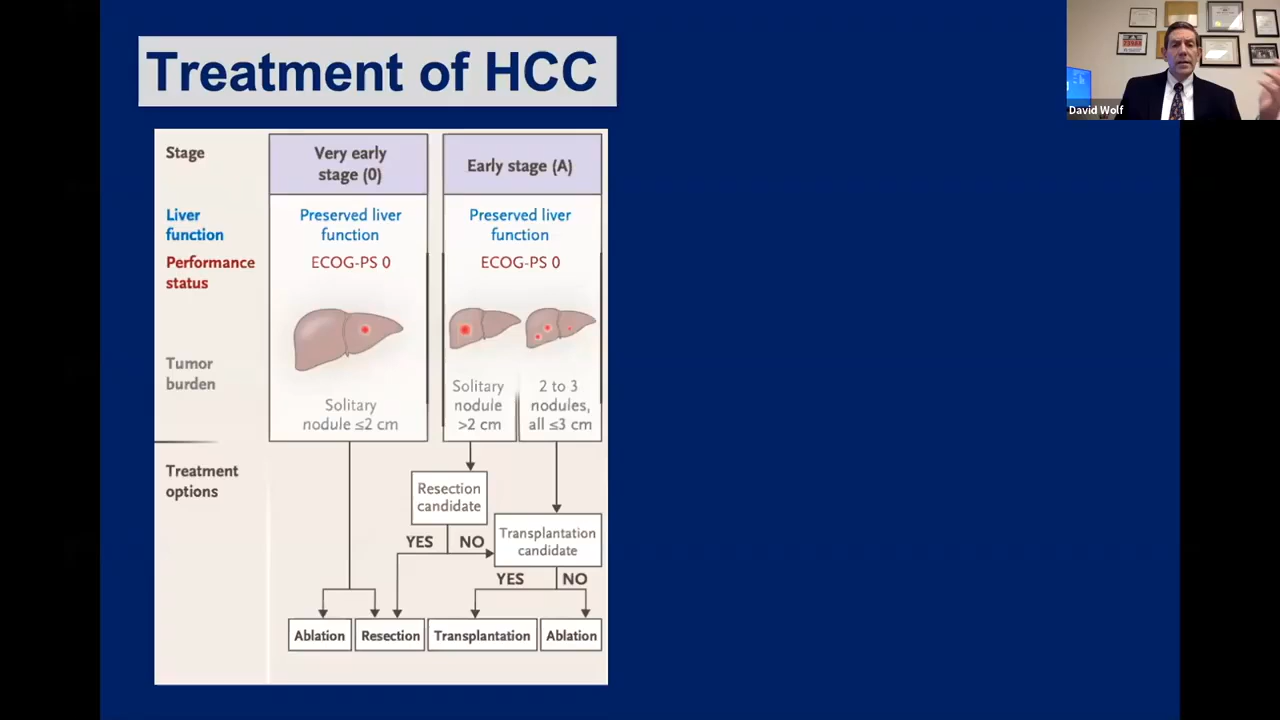 Treatment of HCC
David Wolf
Stage
Very early
stage (0)
Early stage (A)
Liver
function
Preserved liver
function
Preserved liver
function
Performance
status
ECOG-PS 0
ECOG-PS 0
Tumor
burden
Solitary
nodule ≤2 cm
Solitary
nodule
>2 cm
2 to 3
nodules,
all ≤3 cm
Treatment
options
Resection
candidate
Transplantation
candidate
YES
NO
YES
NO
Ablation
Resection
Transplantation
Ablation